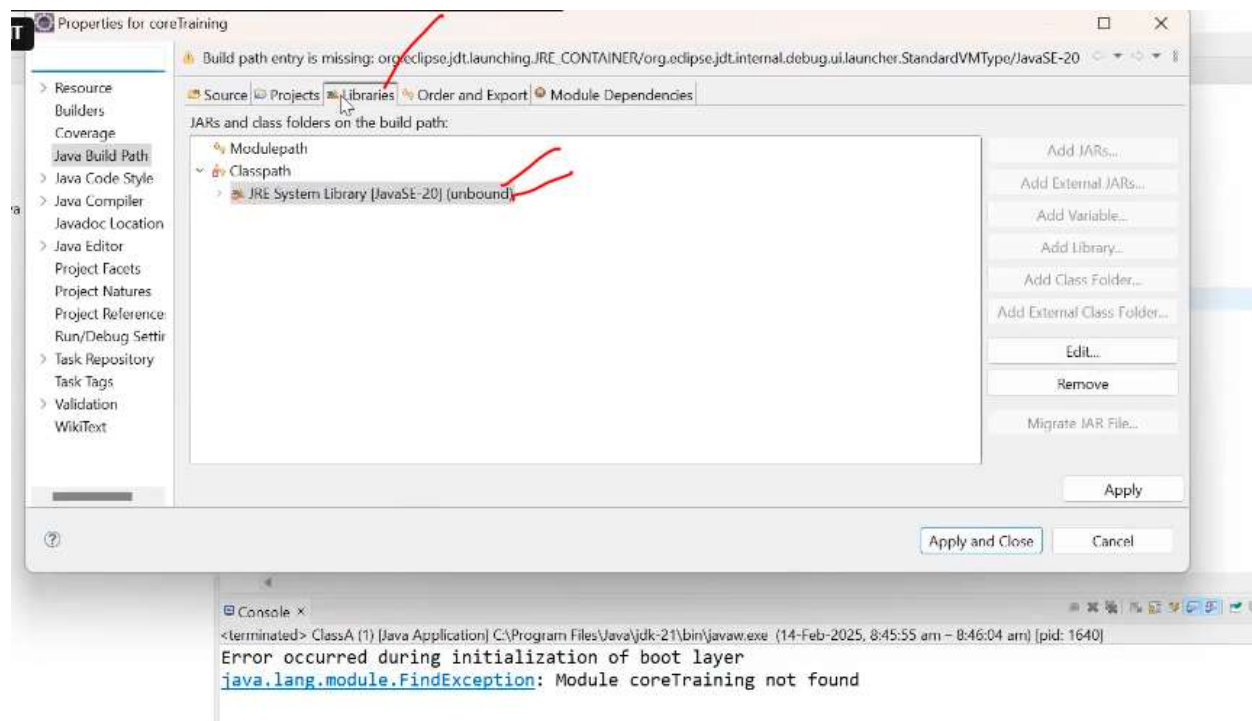 T
Properties for coreTraining
Build path entry is missing: org.eclipse.jdt.launching.JRE_CONTAINER/org.eclipse.jdt.internal.debug.ui.launcher.StandardVMType/JavaSE-20
Resource
Builders
Coverage
Java Build Path
Java Code Style
Java Compiler
Javadoc Location
Java Editor
Project Facets
Project Natures
Project Reference
Run/Debug Settir
Task Repository
Task Tags
Validation
WikiText
Source Projects Libraries Order and Export Module Dependencies
JARs and class folders on the build path:
Modulepath
Classpath
JRE System Library [JavaSE-20] (unbound)
Add JARs...
Add External JARs...
Add Variable...
Add Library...
Add Class Folder...
Add External Class Folder...
Edit...
Remove
Migrate JAR File...
Apply
Apply and Close Cancel
Console ×
<terminated> ClassA (1) [Java Application] C:\Program Files\Java\jdk-21\bin\javaw.exe (14-Feb-2025, 8:45:55 am – 8:46:04 am) [pid: 1640]
Error occurred during initialization of boot layer
java.lang.module.FindException: Module coreTraining not found